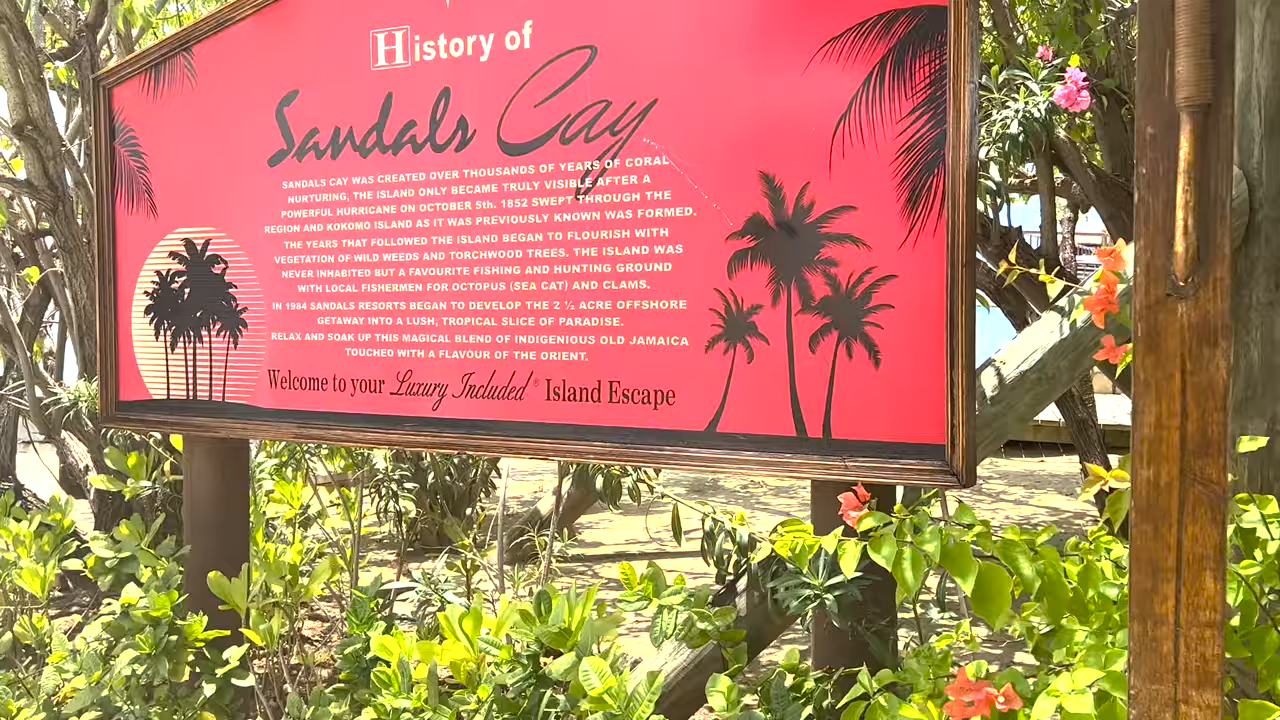 History of
Sandals Cay
SANDALS CAY WAS CREATED OVER THOUSANDS OF YEARS OF CORAL
NURTURING, THE ISLAND ONLY BECAME TRULY VISIBLE AFTER A
POWERFUL HURRICANE ON OCTOBER 5th. 1852 SWEPT THROUGH THE
REGION AND KOKOMO ISLAND AS IT WAS PREVIOUSLY KNOWN WAS FORMED.
THE YEARS THAT FOLLOWED THE ISLAND BEGAN TO FLOURISH WITH
VEGETATION OF WILD WEEDS AND TORCHWOOD TREES. THE ISLAND WAS
NEVER INHABITED BUT A FAVOURITE FISHING AND HUNTING GROUND
WITH LOCAL FISHERMEN FOR OCTOPUS (SEA CAT) AND CLAMS.
IN 1984 SANDALS RESORTS BEGAN TO DEVELOP THE 2 ½ ACRE OFFSHORE
GETAWAY INTO A LUSH, TROPICAL SLICE OF PARADISE.
RELAX AND SOAK UP THIS MAGICAL BLEND OF INDIGENIOUS OLD JAMAICA
TOUCHED WITH A FLAVOUR OF THE ORIENT.
Welcome to your Luxury Included® Island Escape